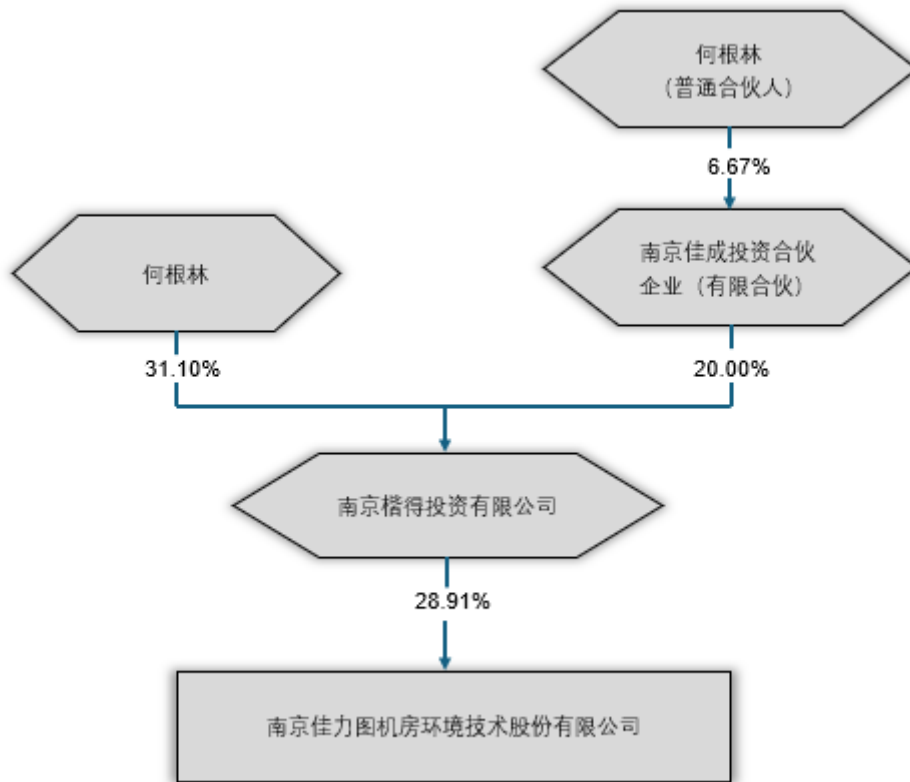 何根林
（普通合伙人）
6.67%
何根林
南京佳成投资合伙
企业（有限合伙）
31.10%
20.00%
南京楷得投资有限公司
28.91%
南京佳力图机房环境技术股份有限公司